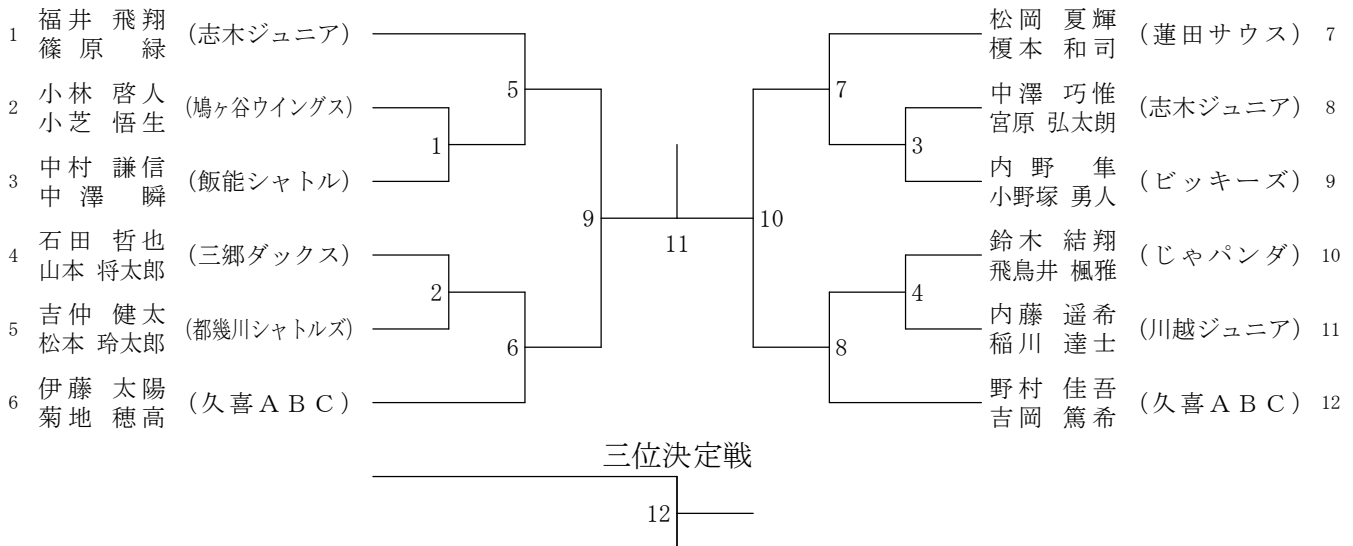 1 福井 飛翔 (志木ジュニア)
篠原 緑
2 小林 啓人 (鳩ヶ谷ウイングス)
小芝 悟生
3 中村 謙信 (飯能シャトル)
中澤 瞬
4 石田 哲也 (三郷ダックス)
山本 将太郎
5 吉仲 健太 (都幾川シャトルズ)
松本 玲太郎
6 伊藤 太陽 (久喜ＡＢＣ)
菊地 穂高
5
1
9
2
6
11
7
3
10
4
8
松岡 夏輝 (蓮田サウス) 7
榎本 和司
中澤 巧惟 (志木ジュニア) 8
宮原 弘太朗
内野 隼 (ビッキーズ) 9
小野塚 勇人
鈴木 結翔 (じゃパンダ) 10
飛鳥井 楓雅
内藤 遥希 (川越ジュニア) 11
稲川 達士
野村 佳吾 (久喜ＡＢＣ) 12
吉岡 篤希
三位決定戦
12